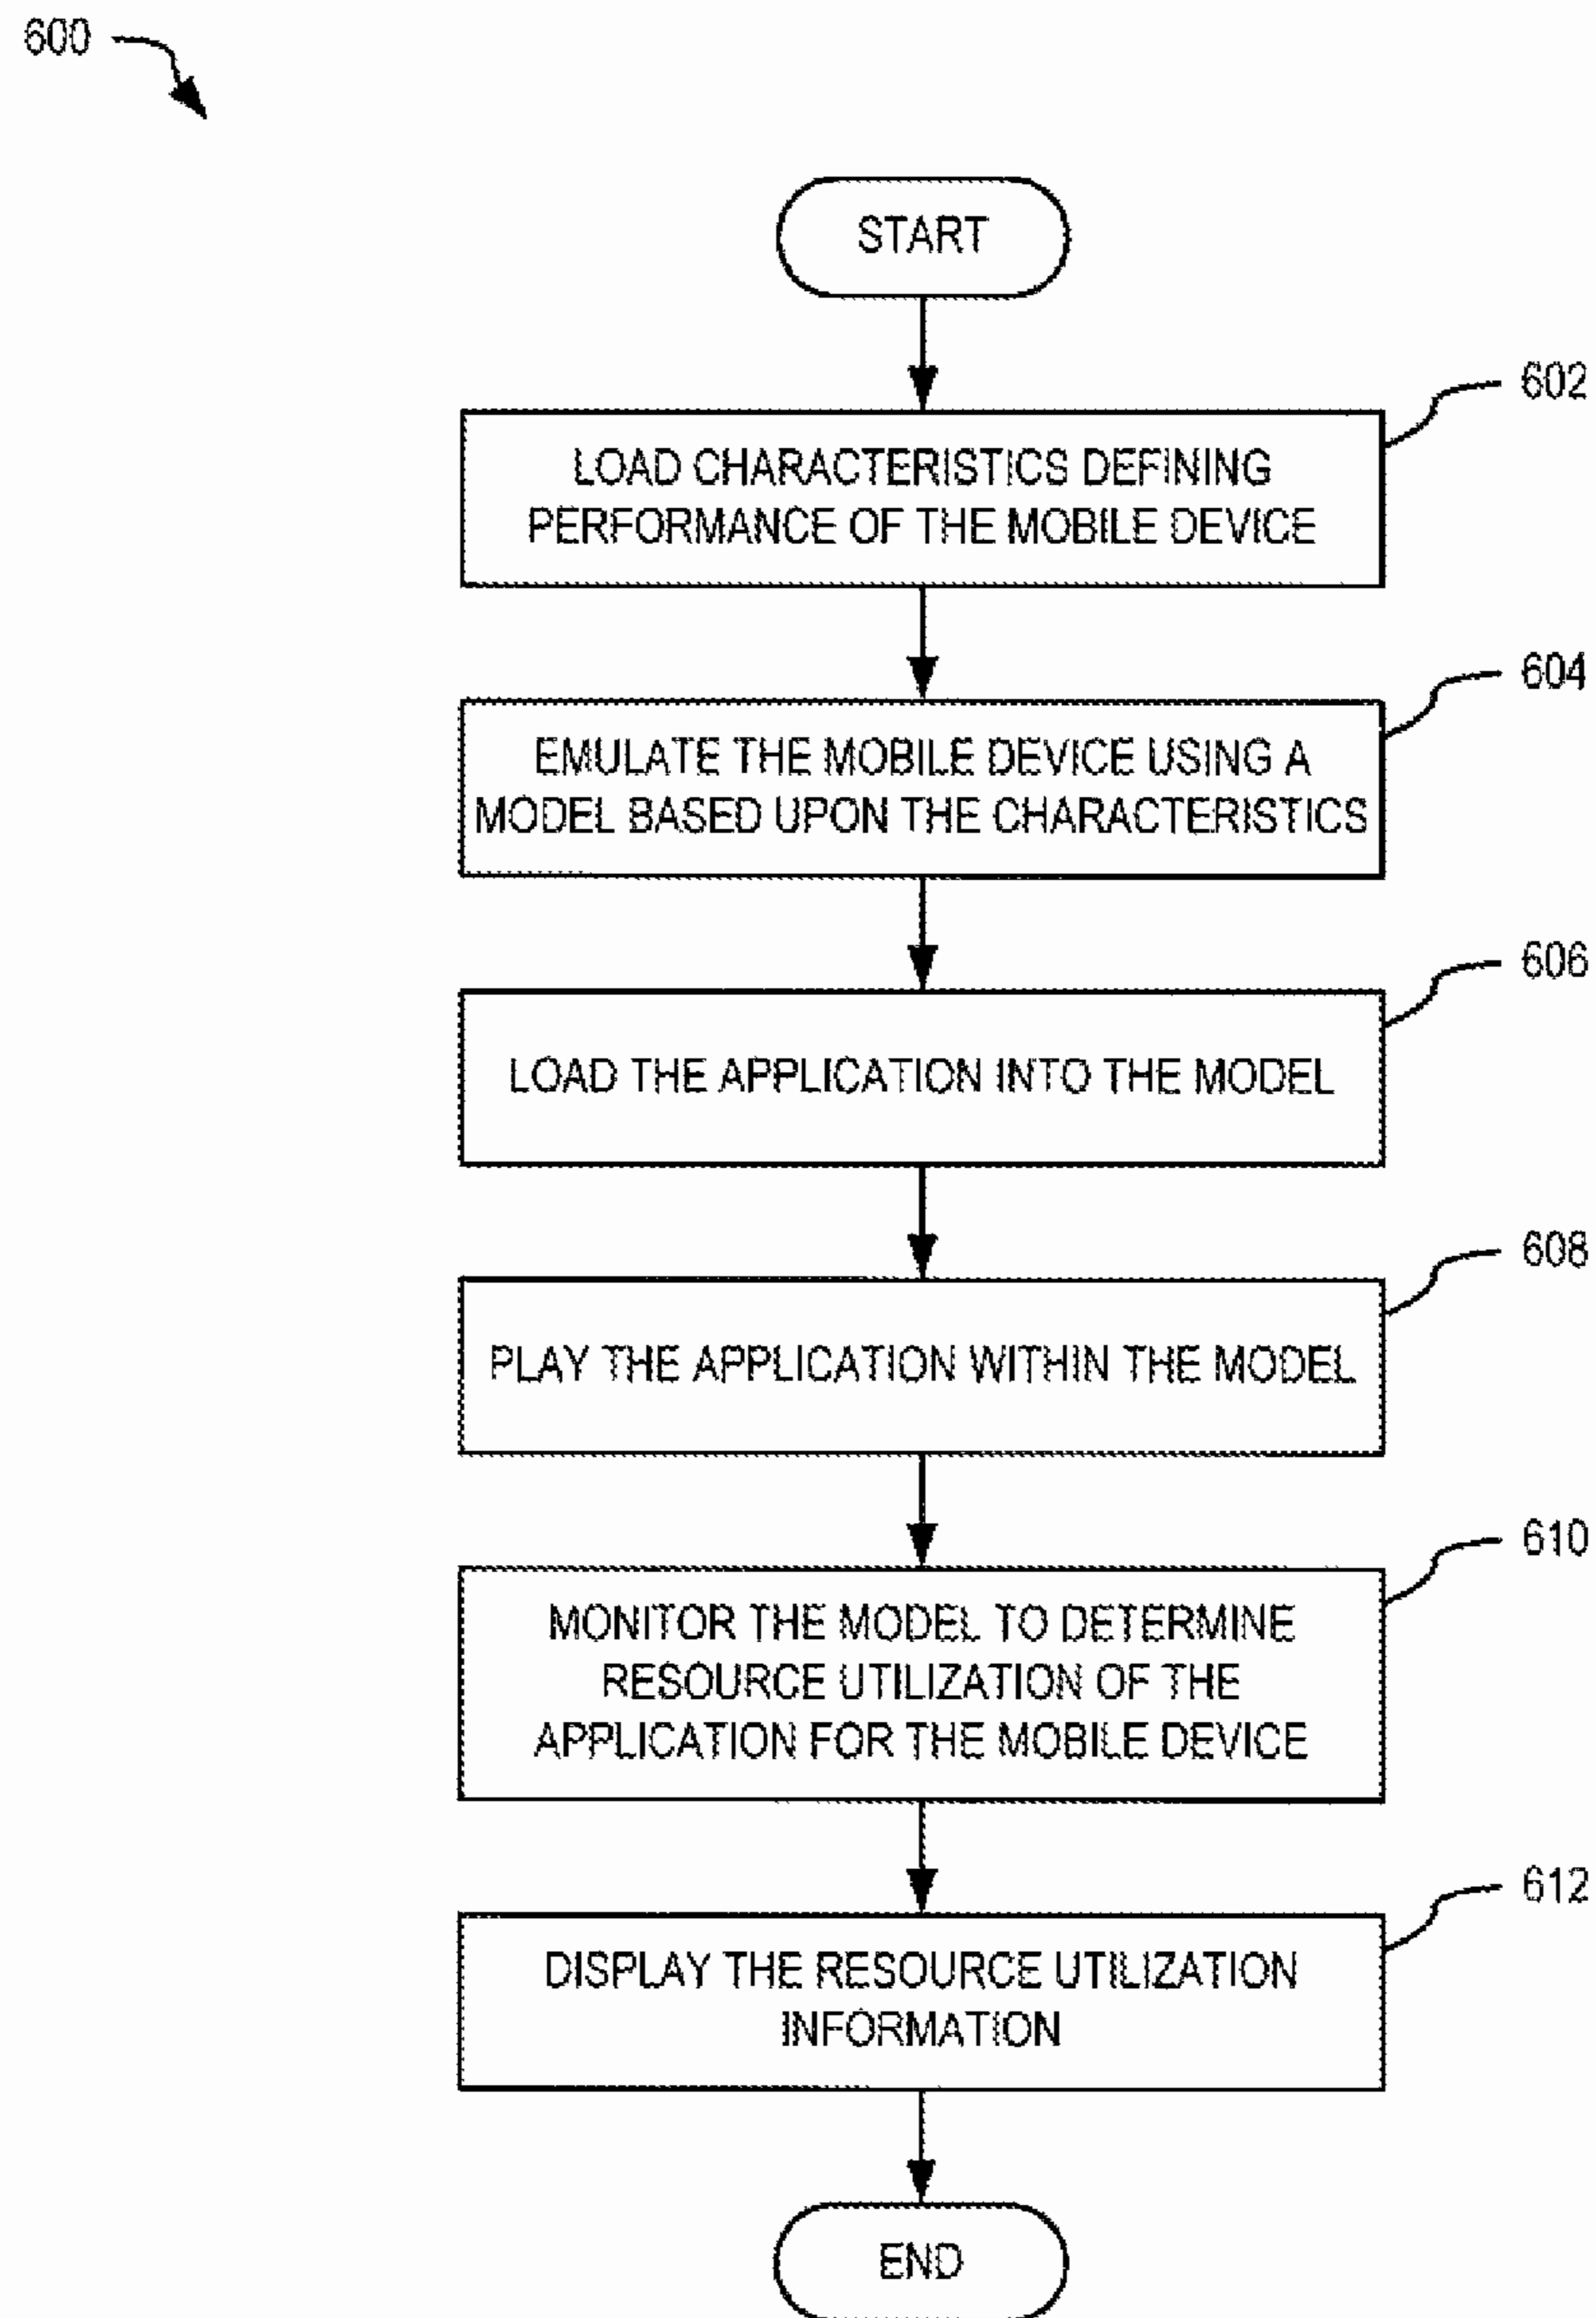 600
START
602
LOAD CHARACTERISTICS DEFINING
PERFORMANCE OF THE MOBILE DEVICE
604
EMULATE THE MOBILE DEVICE USING A
MODEL BASED UPON THE CHARACTERISTICS
606
LOAD THE APPLICATION INTO THE MODEL
608
PLAY THE APPLICATION WITHIN THE MODEL
610
MONITOR THE MODEL TO DETERMINE
RESOURCE UTILIZATION OF THE
APPLICATION FOR THE MOBILE DEVICE
612
DISPLAY THE RESOURCE UTILIZATION
INFORMATION
END